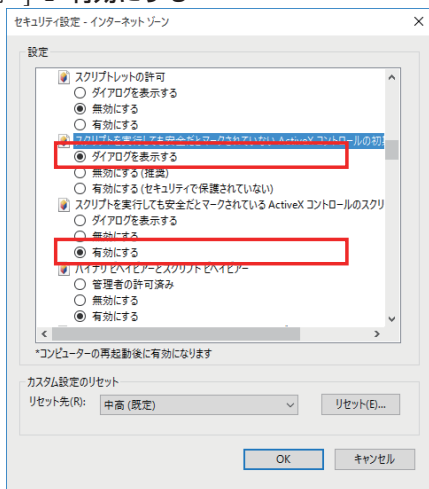 有効にする
セキュリティ設定 - インターネット ゾーン
設定
スクリプトレットの許可
ダイアログを表示する
無効にする
有効にする
スクリプトを実行しても安全だとマークされていない ActiveX コントロールの初
ダイアログを表示する
無効にする (推奨)
有効にする (セキュリティで保護されていない)
スクリプトを実行しても安全だとマークされている ActiveX コントロールのスクリ
ダイアログを表示する
無効にする
有効にする
バイナリ ビヘイビアーとスクリプト ビヘイビアー
管理者の許可済み
無効にする
有効にする
*コンピューターの再起動後に有効になります
カスタム設定のリセット
リセット先(R): 中高 (既定) リセット(E)...
OK キャンセル